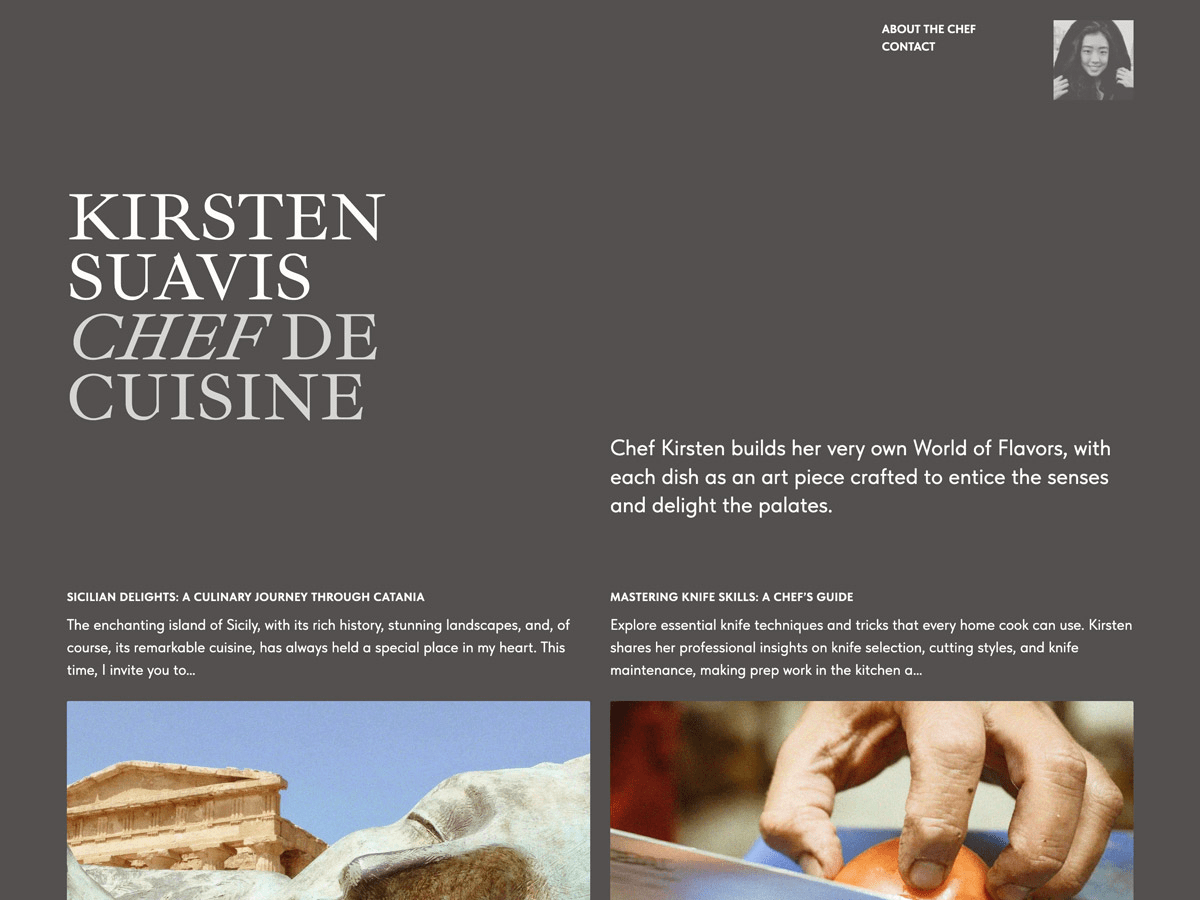 ABOUT THE CHEF
CONTACT
KIRSTEN
SUAVIS
CHEF DE
CUISINE
Chef Kirsten builds her very own World of Flavors, with
each dish as an art piece crafted to entice the senses
and delight the palates.
SICILIAN DELIGHTS: A CULINARY JOURNEY THROUGH CATANIA
The enchanting island of Sicily, with its rich history, stunning landscapes, and, of
course, its remarkable cuisine, has always held a special place in my heart. This
time, I invite you to...
MASTERING KNIFE SKILLS: A CHEF'S GUIDE
Explore essential knife techniques and tricks that every home cook can use. Kirsten
shares her professional insights on knife selection, cutting styles, and knife
maintenance, making prep work in the kitchen a...